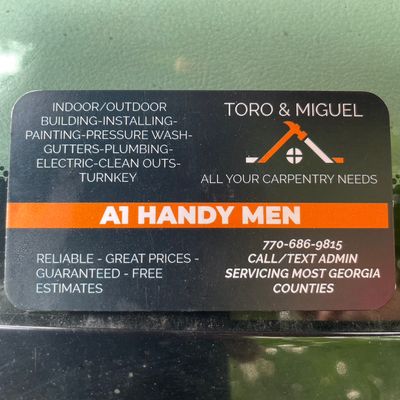 INDOOR/OUTDOOR
BUILDING-INSTALLING-
PAINTING-PRESSURE WASH-
GUTTERS-PLUMBING-
ELECTRIC-CLEAN OUTS-
TURNKEY
TORO & MIGUEL
ALL YOUR CARPENTRY NEEDS
A1 HANDY MEN
RELIABLE - GREAT PRICES -
GUARANTEED - FREE
ESTIMATES
770-686-9815
CALL/TEXT ADMIN
SERVICING MOST GEORGIA
COUNTIES